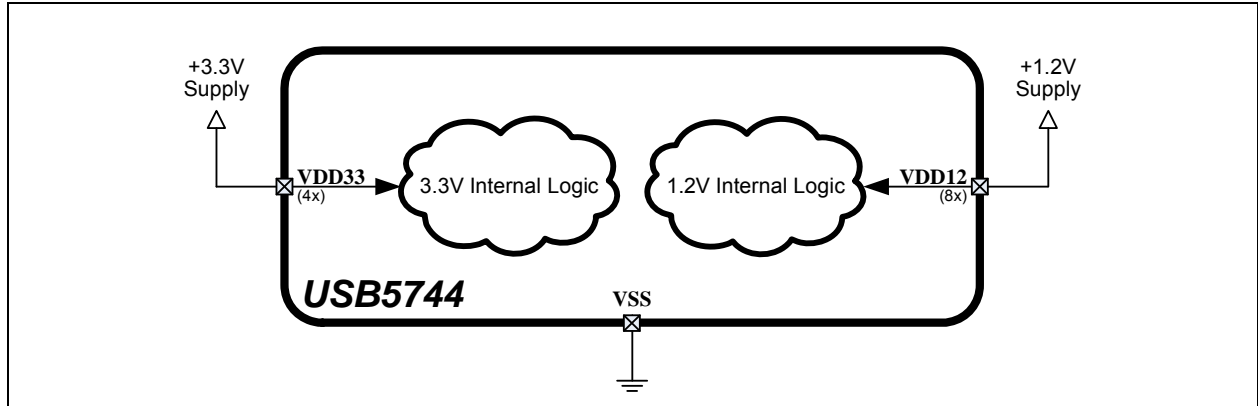 +3.3V
Supply
+1.2V
Supply
VDD33
(4x)
3.3V Internal Logic
1.2V Internal Logic
VDD12
(8x)
USB5744
VSS